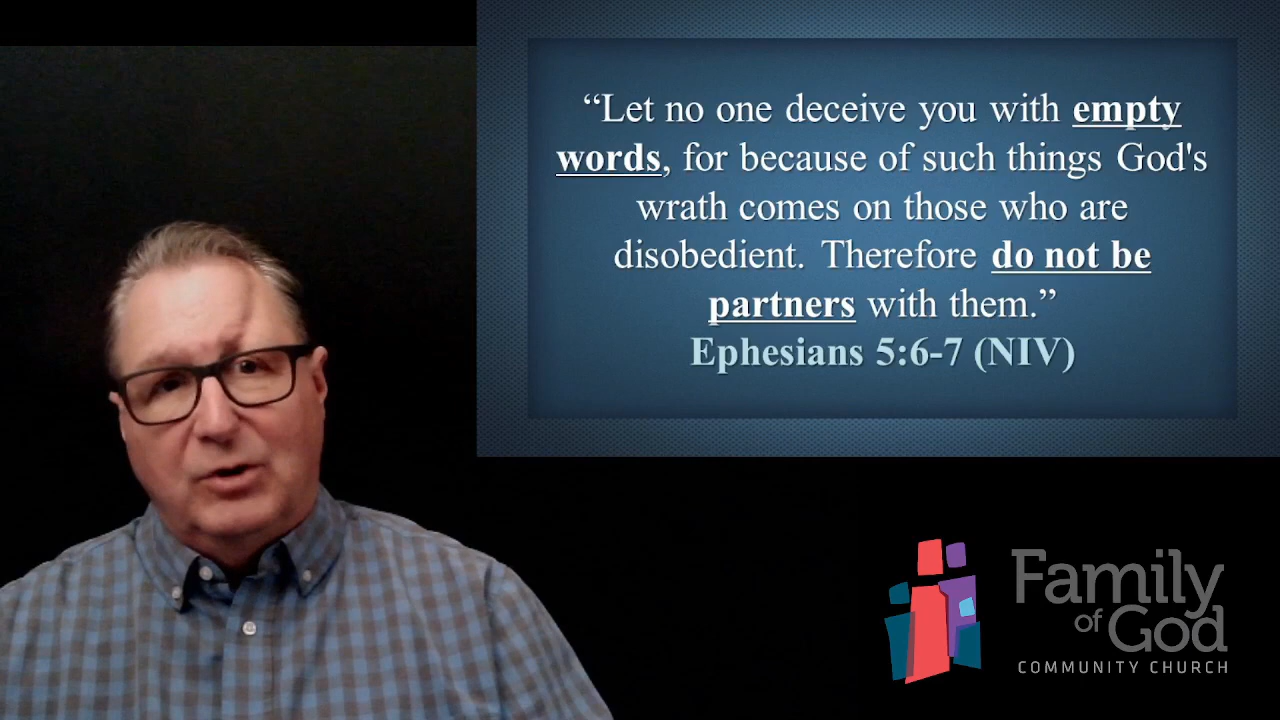 “Let no one deceive you with empty
words, for because of such things God's
wrath comes on those who are
disobedient. Therefore do not be
partners with them.”
Ephesians 5:6-7 (NIV)
Family
of
God
COMMUNITY CHURCH